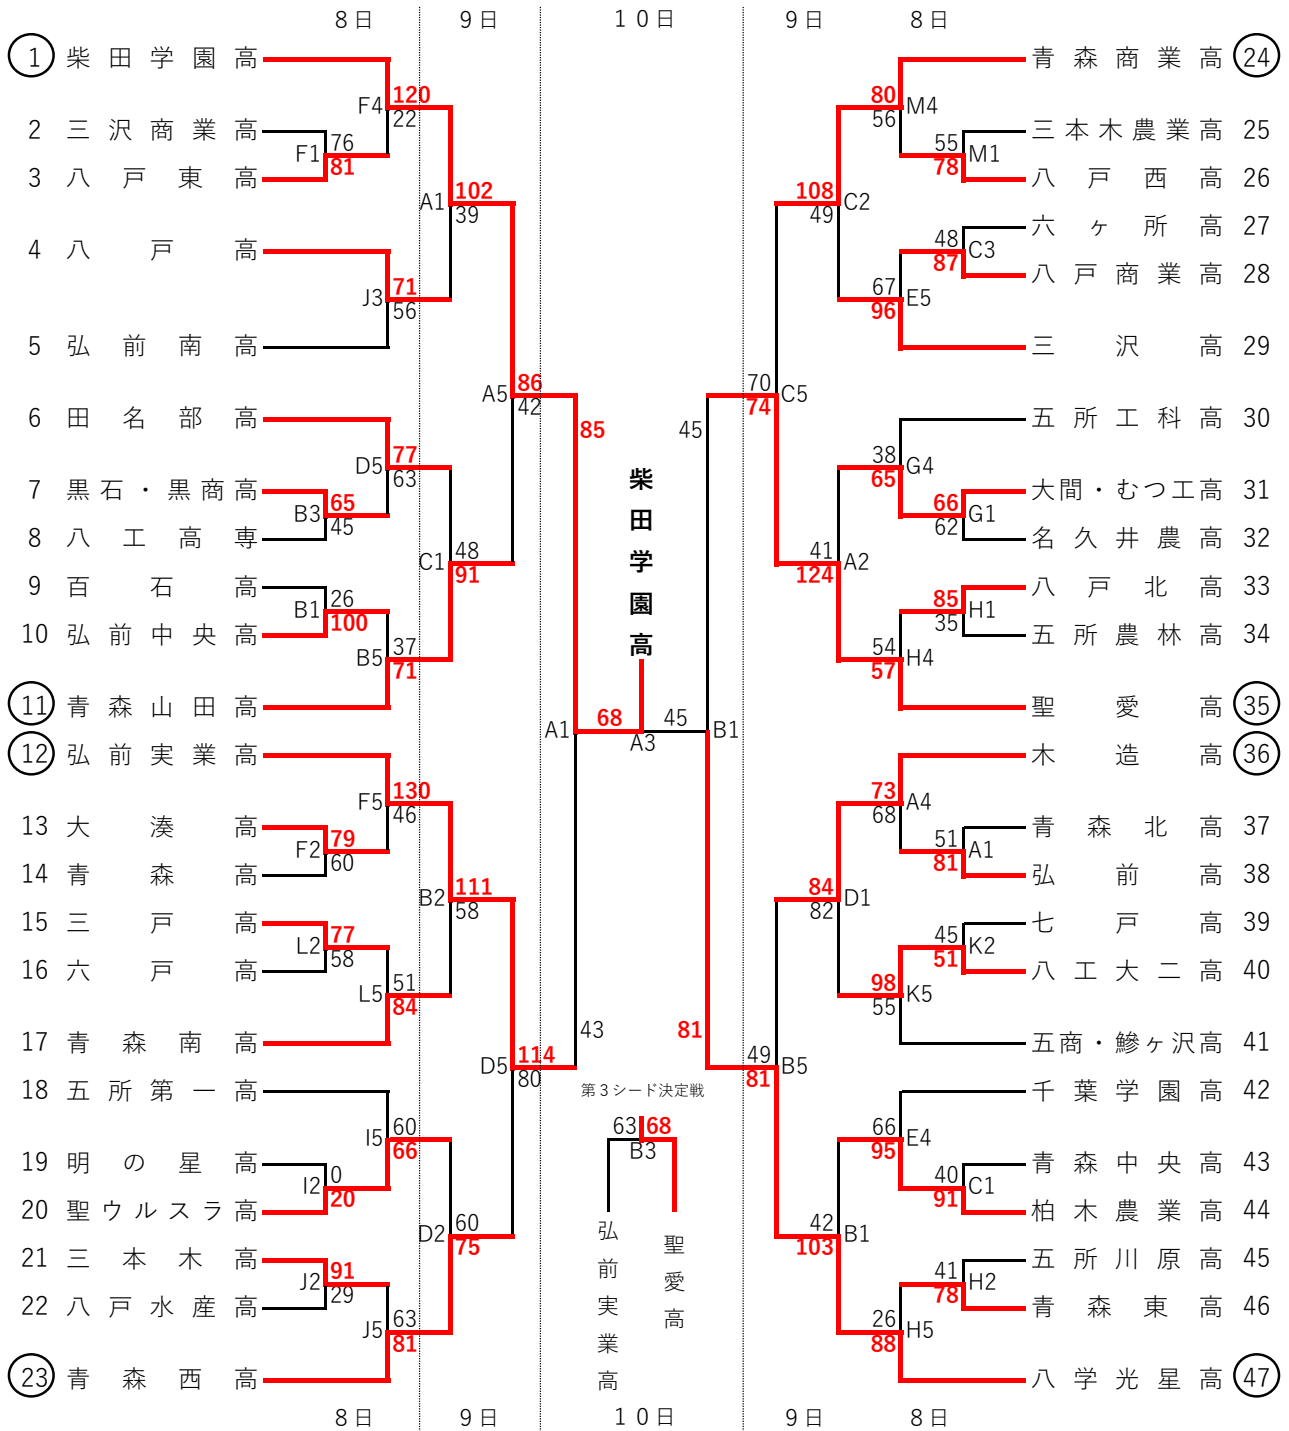 8日 9日 10日 9日 8日
1 柴田学園高
2 三沢商業高
3 八戸東高
4 八戸高
5 弘前南高
6 田名部高
7 黒石・黒商高
8 八工高専
9 百石高
10 弘前中央高
11 青森山田高
12 弘前実業高
13 大湊高
14 青森高
15 三戸高
16 六戸高
17 青森南高
18 五所第一高
19 明の星高
20 聖ウルスラ高
21 三本木高
22 八戸水産高
23 青森西高
F4 120 22
F1 76 81
A1 102 39
J3 71 56
A5 86 42
D5 77 63
B3 65 45
C1 48 91
B1 26 100
B5 37 71
F5 130 46
F2 79 60
B2 111 58
L2 77 58
L5 51 84
D5 114 80
I5 60 66
I2 0 20
D2 60 75
J2 91 29
J5 63 81
85
A1
43
柴田学園高
68 A3 45
45
B1
81
第3シード決定戦
63 68
B3
弘前実業高
聖愛高
80 56 M4
55 78 M1
108 49 C2
48 87 C3
67 96 E5
70 74 C5
38 65 G4
66 62 G1
41 124 A2
85 35 H1
54 57 H4
73 68 A4
51 81 A1
84 82 D1
45 51 K2
98 55 K5
49 81 B5
66 95 E4
40 91 C1
42 103 B1
41 78 H2
26 88 H5
青森商業高 24
三本木農業高 25
八戸西高 26
六ヶ所高 27
八戸商業高 28
三沢高 29
五所工科高 30
大間・むつ工高 31
名久井農高 32
八戸北高 33
五所農林高 34
聖愛高 35
木造高 36
青森北高 37
弘前高 38
七戸高 39
八工大二高 40
五商・鰺ヶ沢高 41
千葉学園高 42
青森中央高 43
柏木農業高 44
五所川原高 45
青森東高 46
八学光星高 47
8日 9日 10日 9日 8日